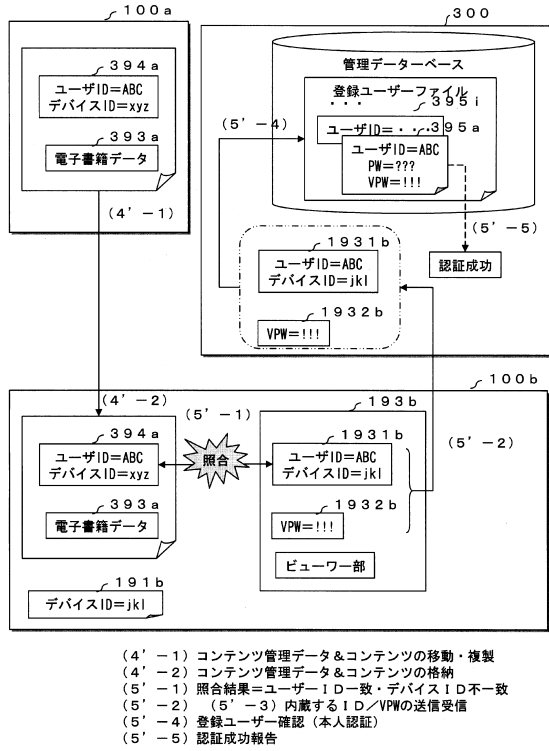 １００ａ
３９４ａ
ユーザID=ABC
デバイスID=xyz
３９３ａ
電子書籍データ
（４’－１）
３００
管理データーベース
登録ユーザーファイル
・・・
３９５ｉ
ユーザID=・・・
３９５ａ
ユーザID=ABC
PW=???
VPW=!!!
（５’－４）
（５’－５）
認証成功
１９３１ｂ
ユーザID=ABC
デバイスID=jkl
１９３２ｂ
VPW=!!!
１００ｂ
（４’－２）
（５’－１）
３９４ａ
ユーザID=ABC
デバイスID=xyz
３９３ａ
電子書籍データ
照合
１９３ｂ
１９３１ｂ
ユーザID=ABC
デバイスID=jkl
１９３２ｂ
VPW=!!!
ビューワー部
（５’－２）
１９１ｂ
デバイスID=jkl
（４’－１）コンテンツ管理データ＆コンテンツの移動・複製
（４’－２）コンテンツ管理データ＆コンテンツの格納
（５’－１）照合結果＝ユーザーＩＤ一致・デバイスＩＤ不一致
（５’－２）（５’－３）内蔵するＩＤ／VPWの送信受信
（５’－４）登録ユーザー確認（本人認証）
（５’－５）認証成功報告